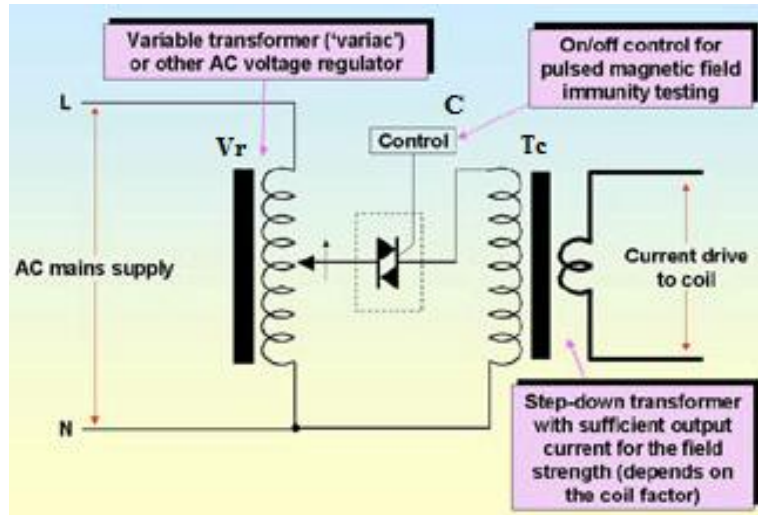 Variable transformer ('variac')
or other AC voltage regulator
On/off control for
pulsed magnetic field
immunity testing
L
C
Vr
Control
Tc
AC mains supply
Current drive
to coil
N
Step-down transformer
with sufficient output
current for the field
strength (depends on
the coil factor)